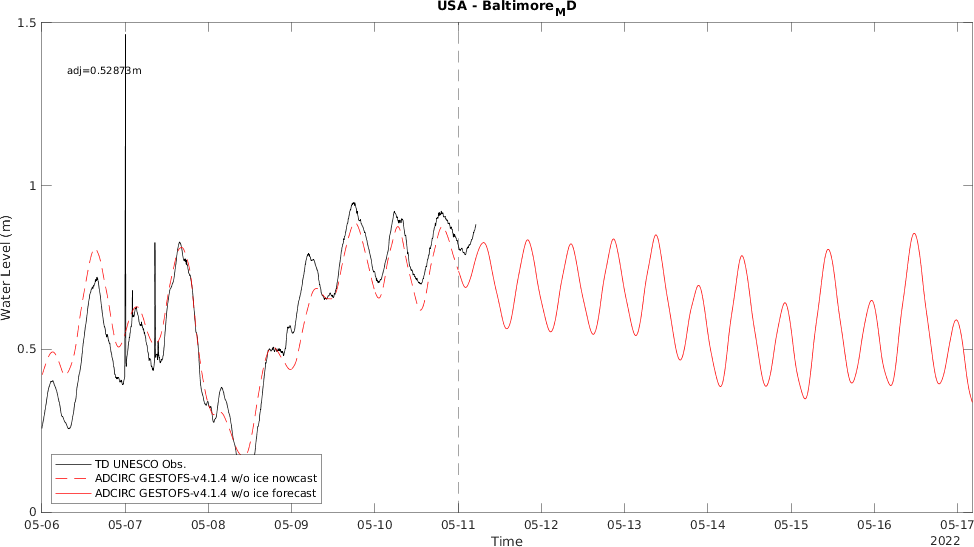 USA - Baltimore_MD
1.5
adj=0.52873m
1
Water Level (m)
0.5
TD UNESCO Obs.
ADCIRC GESTOFS-v4.1.4 w/o ice nowcast
ADCIRC GESTOFS-v4.1.4 w/o ice forecast
0
05-06 05-07 05-08 05-09 05-10 05-11 05-12 05-13 05-14 05-15 05-16 05-17
Time
2022